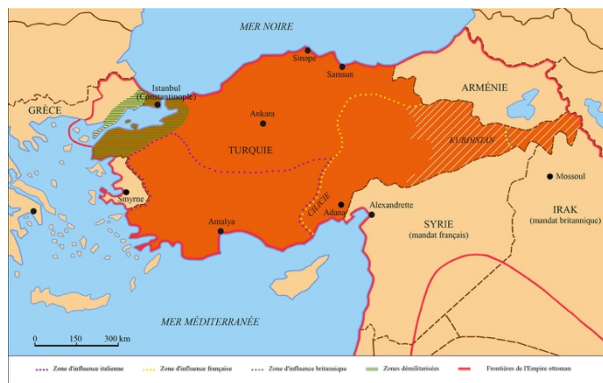 MER NOIRE
Sinope
Samsun
Istanbul
(Constantinople)
ARMÉNIE
GRÈCE
Ankara
KURDISTAN
TURQUIE
Mossoul
Smyrne
CILICIE
Adana
Alexandrette
Antalya
SYRIE
(mandat français)
IRAK
(mandat britannique)
MER MÉDITERRANÉE
0 150 300 km
Zone d'influence italienne Zone d'influence française Zone d'influence britannique Zones démilitarisées Frontières de l'Empire ottoman